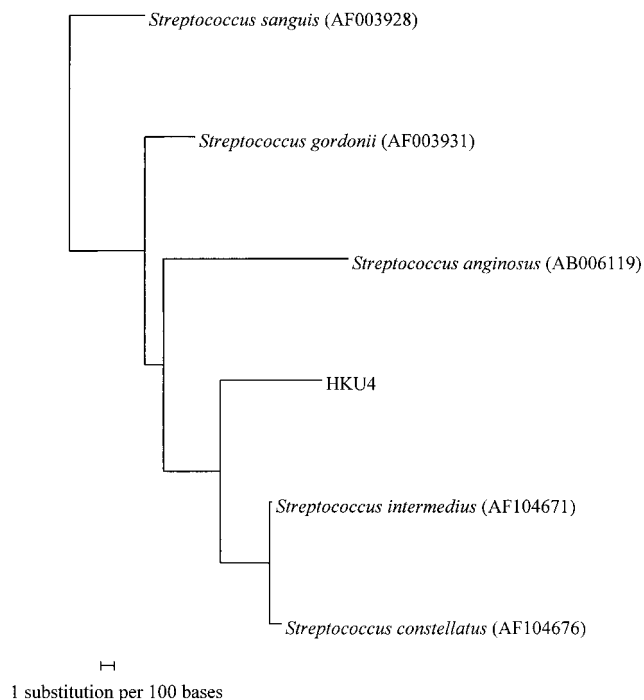 Streptococcus sanguis (AF003928)
Streptococcus gordonii (AF003931)
Streptococcus anginosus (AB006119)
HKU4
Streptococcus intermedius (AF104671)
Streptococcus constellatus (AF104676)
1 substitution per 100 bases